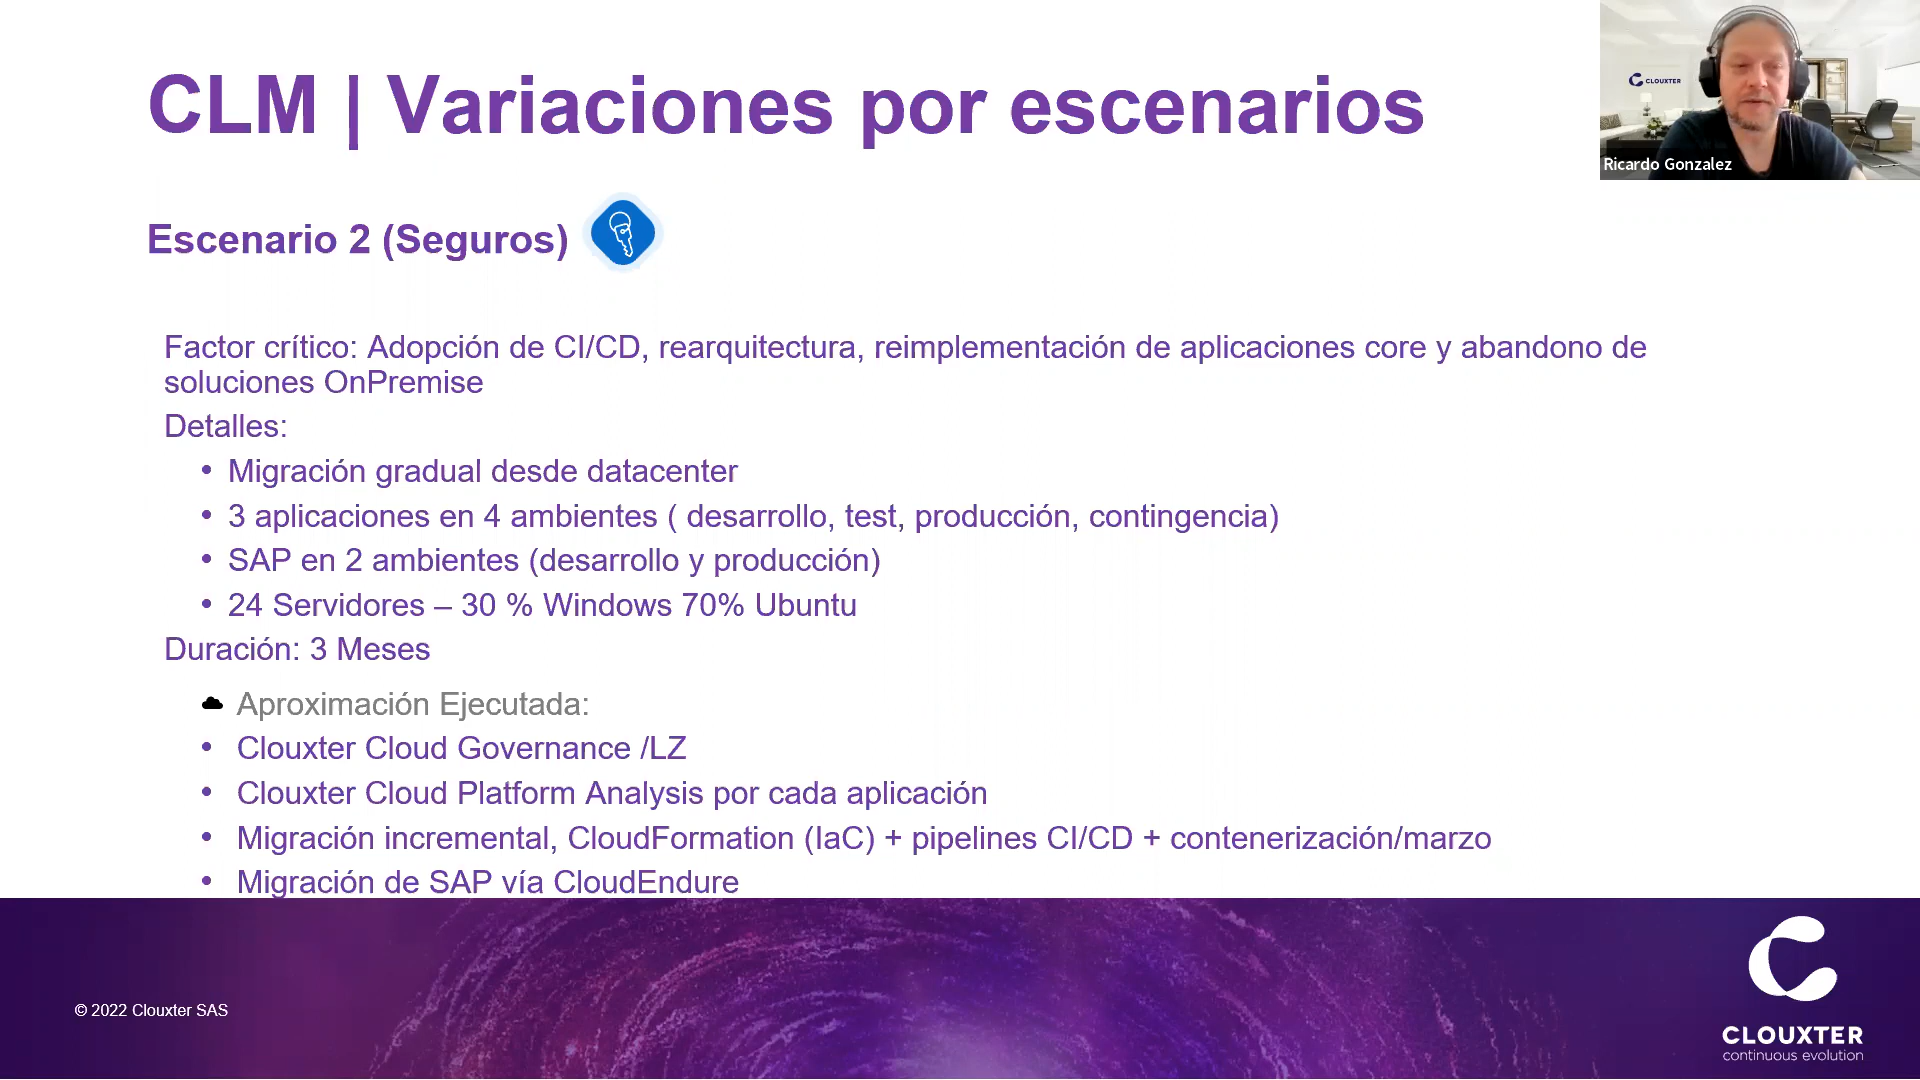 CLM | Variaciones por escenarios
CLOUXTER
Ricardo Gonzalez
Escenario 2 (Seguros)
Factor crítico: Adopción de CI/CD, rearquitectura, reimplementación de aplicaciones core y abandono de
soluciones OnPremise
Detalles:
• Migración gradual desde datacenter
• 3 aplicaciones en 4 ambientes ( desarrollo, test, producción, contingencia)
• SAP en 2 ambientes (desarrollo y producción)
• 24 Servidores – 30 % Windows 70% Ubuntu
Duración: 3 Meses
Aproximación Ejecutada:
• Clouxter Cloud Governance /LZ
• Clouxter Cloud Platform Analysis por cada aplicación
• Migración incremental, CloudFormation (IaC) + pipelines CI/CD + contenerización/marzo
• Migración de SAP vía CloudEndure
© 2022 Clouxter SAS
CLOUXTER
continuous evolution